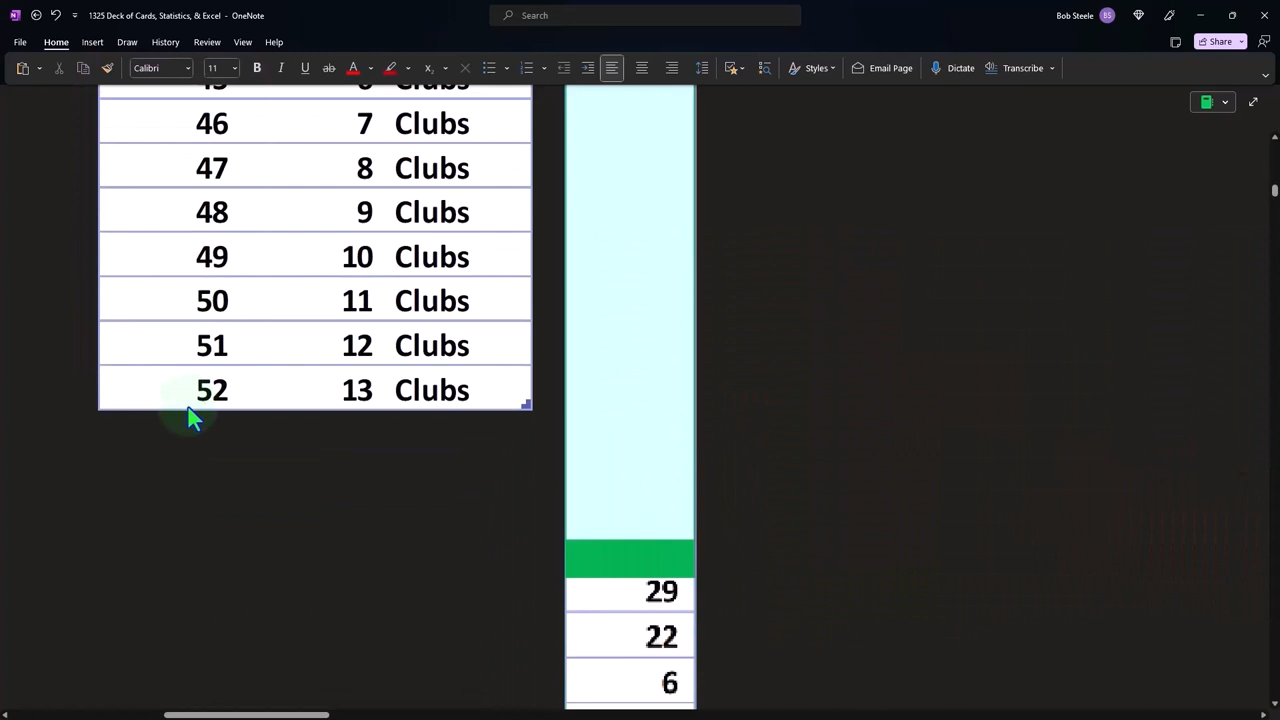 1325 Deck of Cards, Statistics, & Excel - OneNote
Search
Bob Steele
BS
File
Home
Insert
Draw
History
Review
View
Help
Share
Calibri
11
B
I
U
ab
A
x
Styles
Email Page
Dictate
Transcribe
46 7 Clubs
47 8 Clubs
48 9 Clubs
49 10 Clubs
50 11 Clubs
51 12 Clubs
52 13 Clubs
29
22
6